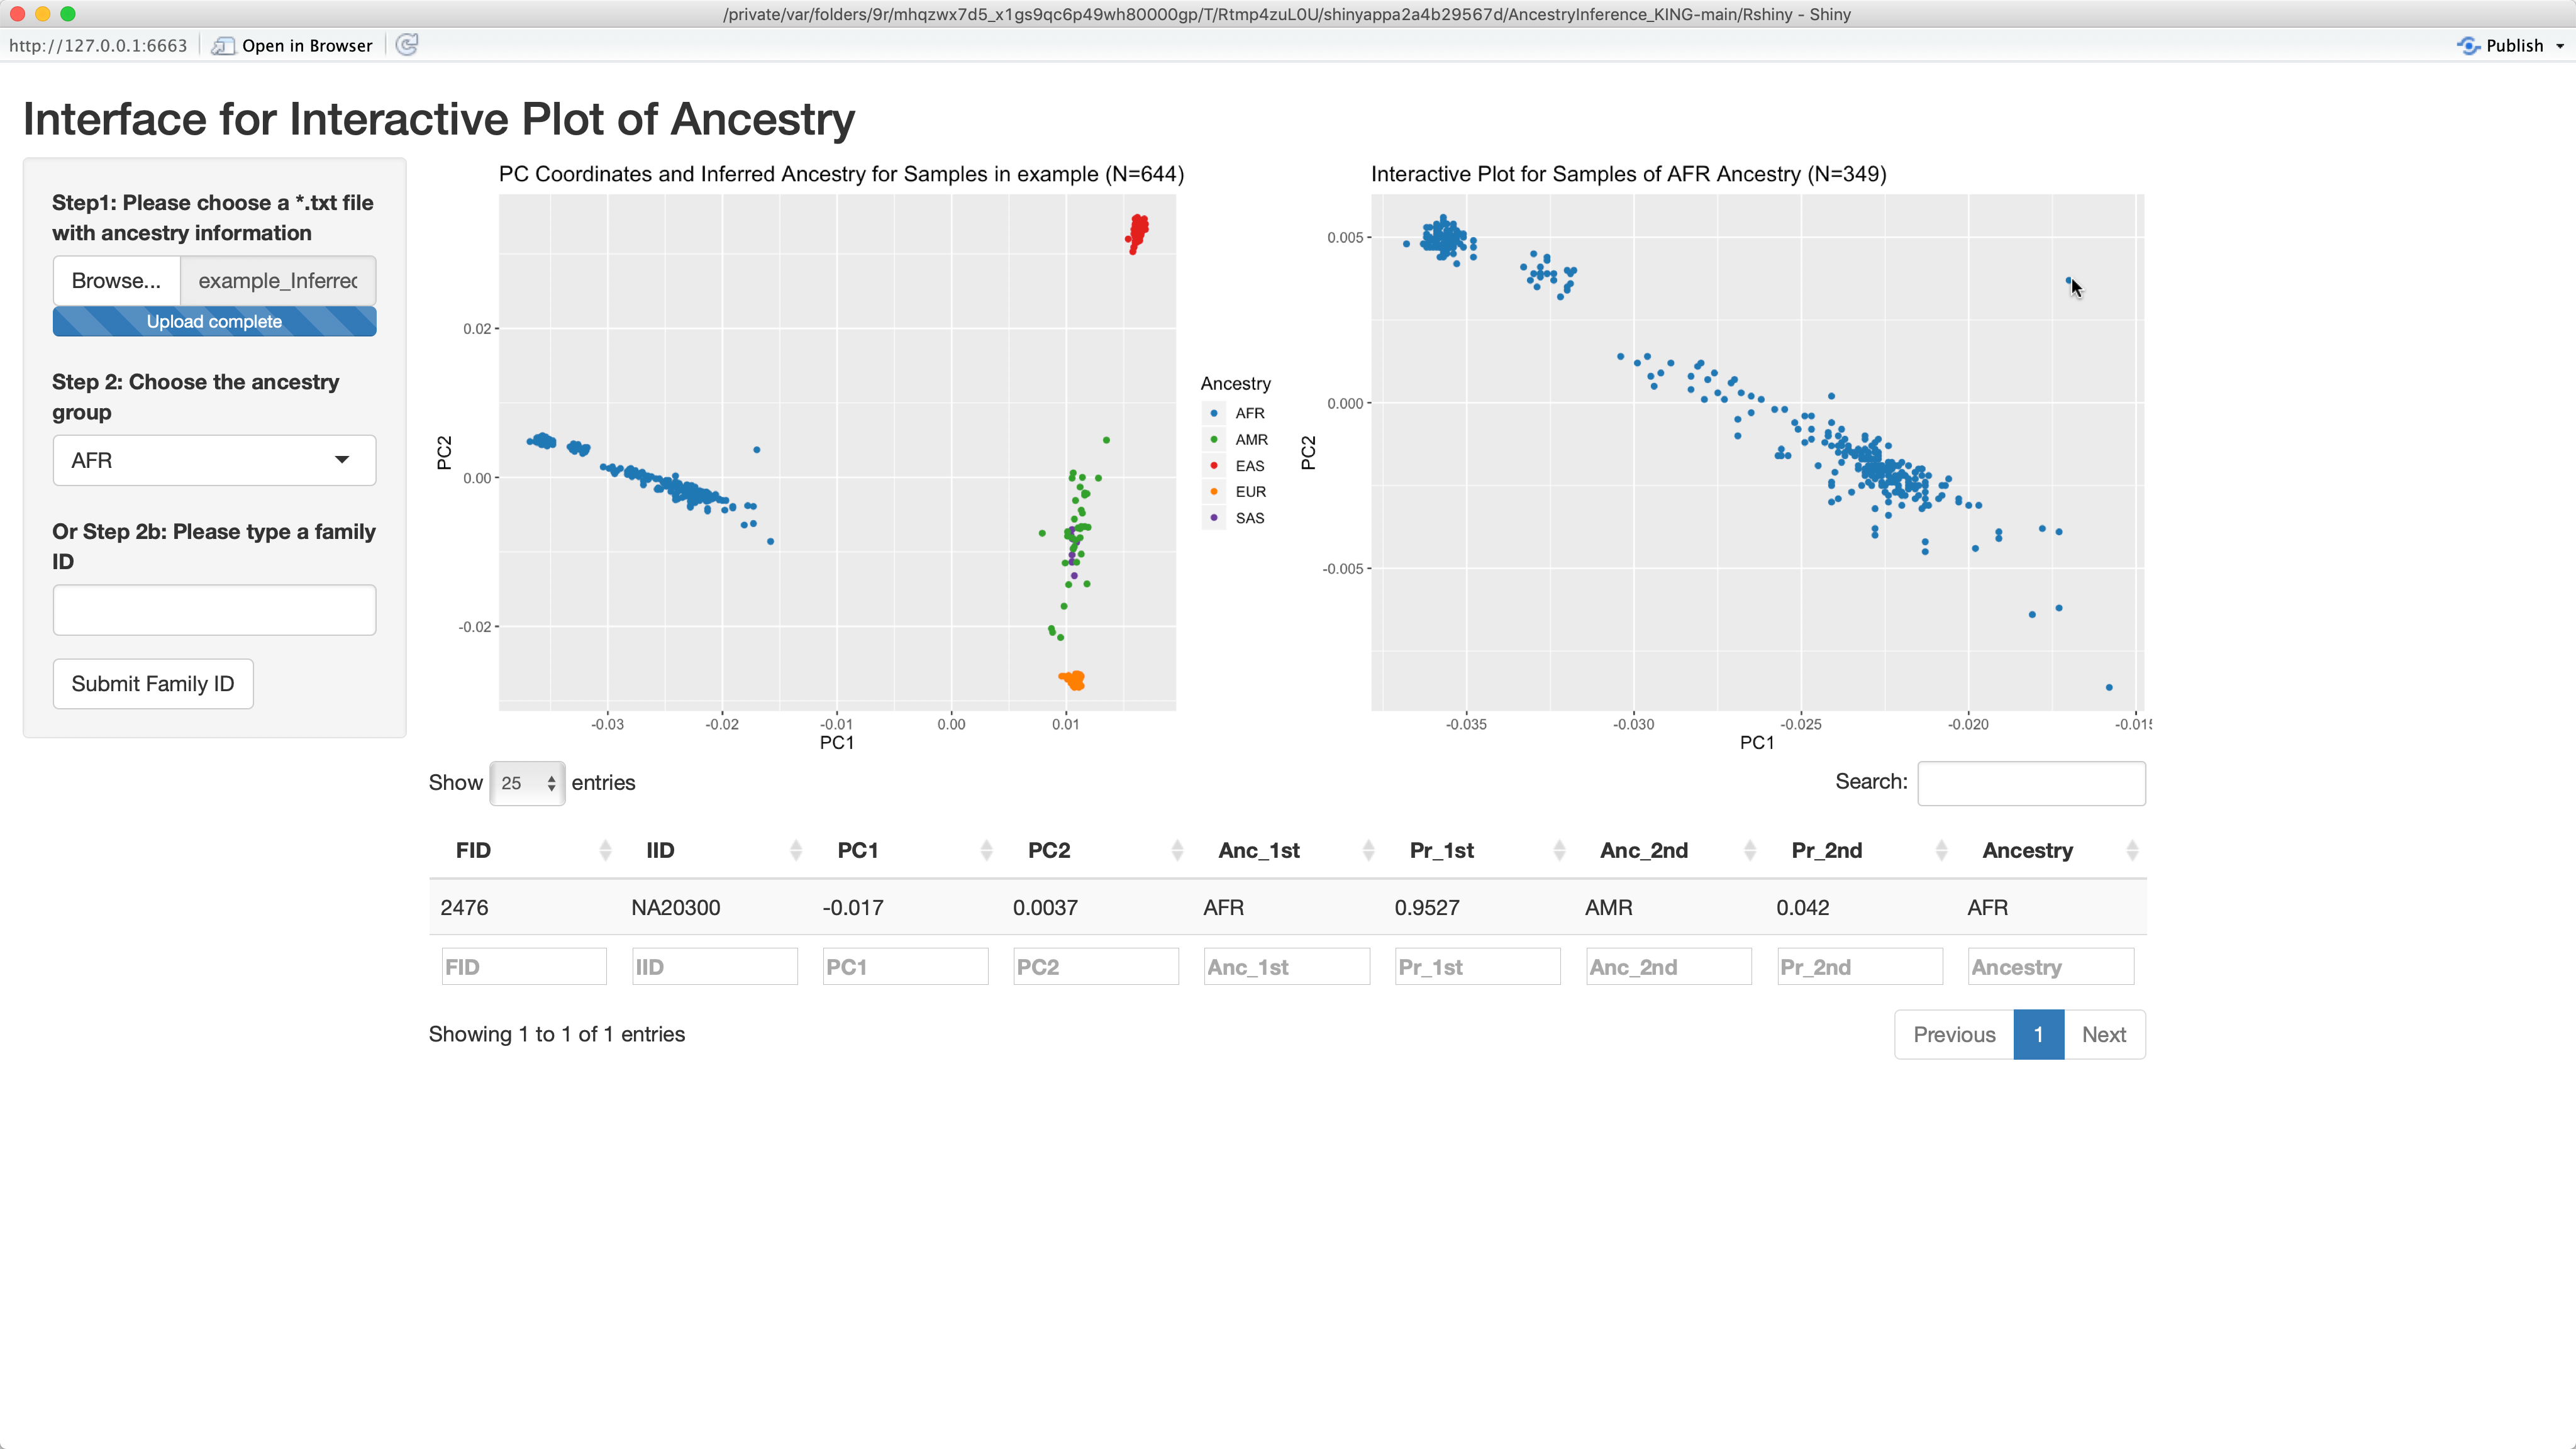 /private/var/folders/9r/mhqzwx7d5_x1gs9qc6p49wh80000gp/T/Rtmp4zuL0U/shinyappa2a4b29567d/AncestryInference_KING-main/Rshiny - Shiny
http://127.0.0.1:6663 Open in Browser Publish
Interface for Interactive Plot of Ancestry
Step1: Please choose a *.txt file
with ancestry information
Browse... example_Inferred
Upload complete
Step 2: Choose the ancestry
group
AFR
Or Step 2b: Please type a family
ID
Submit Family ID
PC Coordinates and Inferred Ancestry for Samples in example (N=644)
PC2
0.02
0.00
-0.02
-0.03 -0.02 -0.01 0.00 0.01
PC1
Ancestry
AFR
AMR
EAS
EUR
SAS
Interactive Plot for Samples of AFR Ancestry (N=349)
PC2
0.005
0.000
-0.005
-0.035 -0.030 -0.025 -0.020 -0.015
PC1
Show 25 entries Search:
FID IID PC1 PC2 Anc_1st Pr_1st Anc_2nd Pr_2nd Ancestry
2476 NA20300 -0.017 0.0037 AFR 0.9527 AMR 0.042 AFR
FID IID PC1 PC2 Anc_1st Pr_1st Anc_2nd Pr_2nd Ancestry
Showing 1 to 1 of 1 entries Previous 1 Next